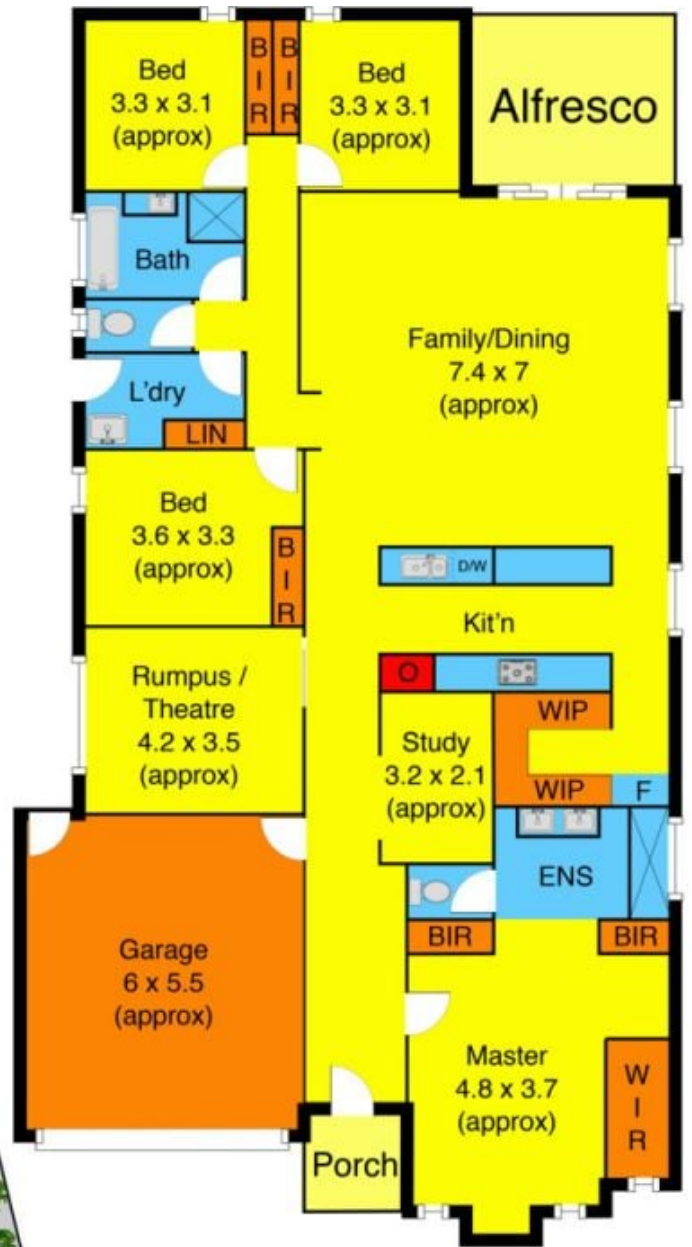 Bed
3.3 x 3.1
(approx)
B
I
R
B
I
R
Bed
3.3 x 3.1
(approx)
Alfresco
Bath
Family/Dining
7.4 x 7
(approx)
L'dry
LIN
Bed
3.6 x 3.3
(approx)
B
I
R
D/W
Kit'n
O
Rumpus /
Theatre
4.2 x 3.5
(approx)
Study
3.2 x 2.1
(approx)
WIP
WIP
F
ENS
BIR
BIR
Garage
6 x 5.5
(approx)
Master
4.8 x 3.7
(approx)
W
I
R
Porch